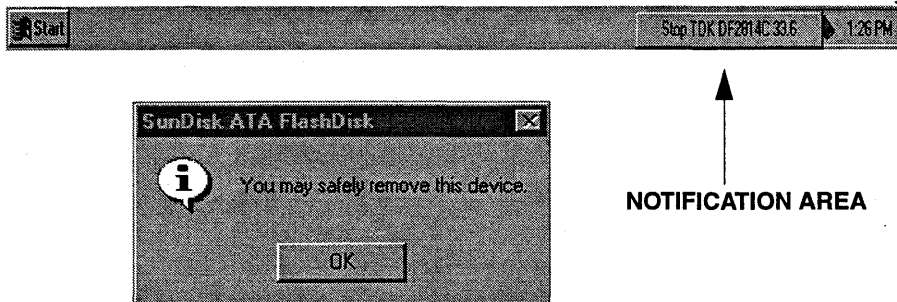 Start
Stop TDK DF2814C 33.6
1:26 PM
SunDisk ATA FlashDisk
You may safely remove this device.
OK
NOTIFICATION AREA